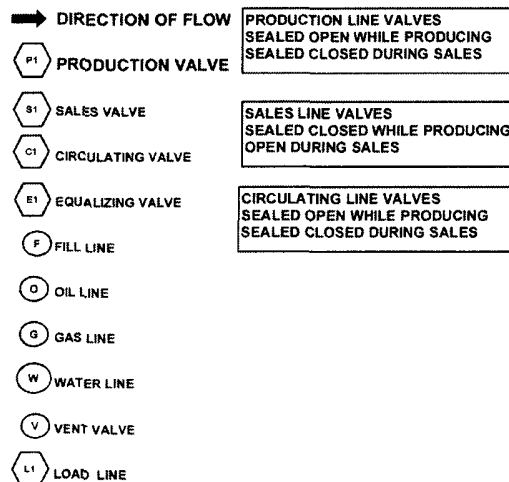 DIRECTION OF FLOW
PRODUCTION LINE VALVES
SEALED OPEN WHILE PRODUCING
SEALED CLOSED DURING SALES
P1 PRODUCTION VALVE
S1 SALES VALVE
SALES LINE VALVES
SEALED CLOSED WHILE PRODUCING
OPEN DURING SALES
C1 CIRCULATING VALVE
E1 EQUALIZING VALVE
CIRCULATING LINE VALVES
SEALED OPEN WHILE PRODUCING
SEALED CLOSED DURING SALES
F FILL LINE
O OIL LINE
G GAS LINE
W WATER LINE
V VENT VALVE
L1 LOAD LINE